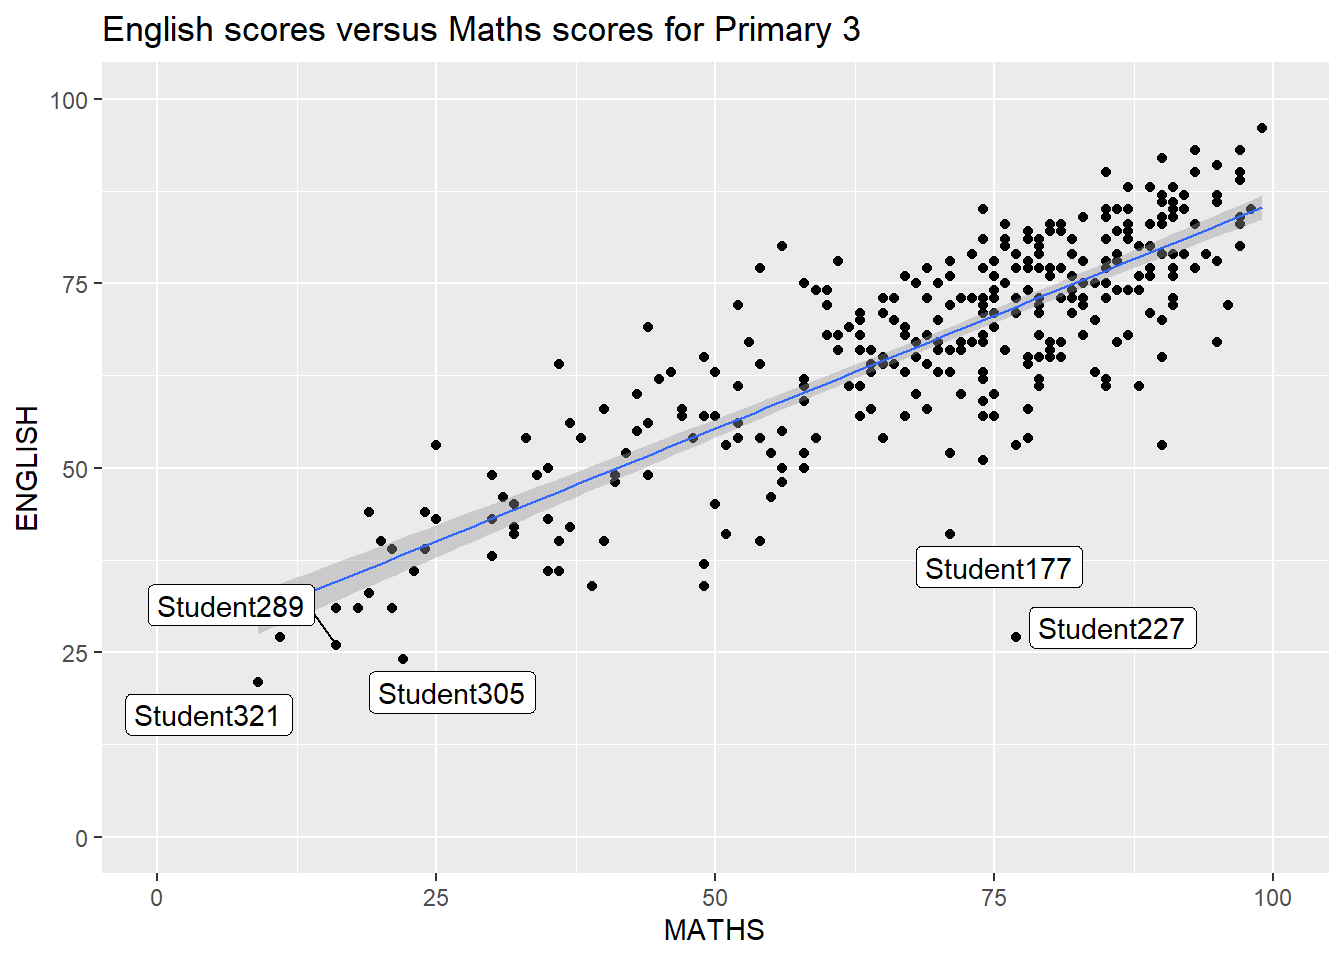 English scores versus Maths scores for Primary 3
100
75
50
25
0
ENGLISH
Student177
Student289
Student227
Student305
Student321
0 25 50 75 100
MATHS